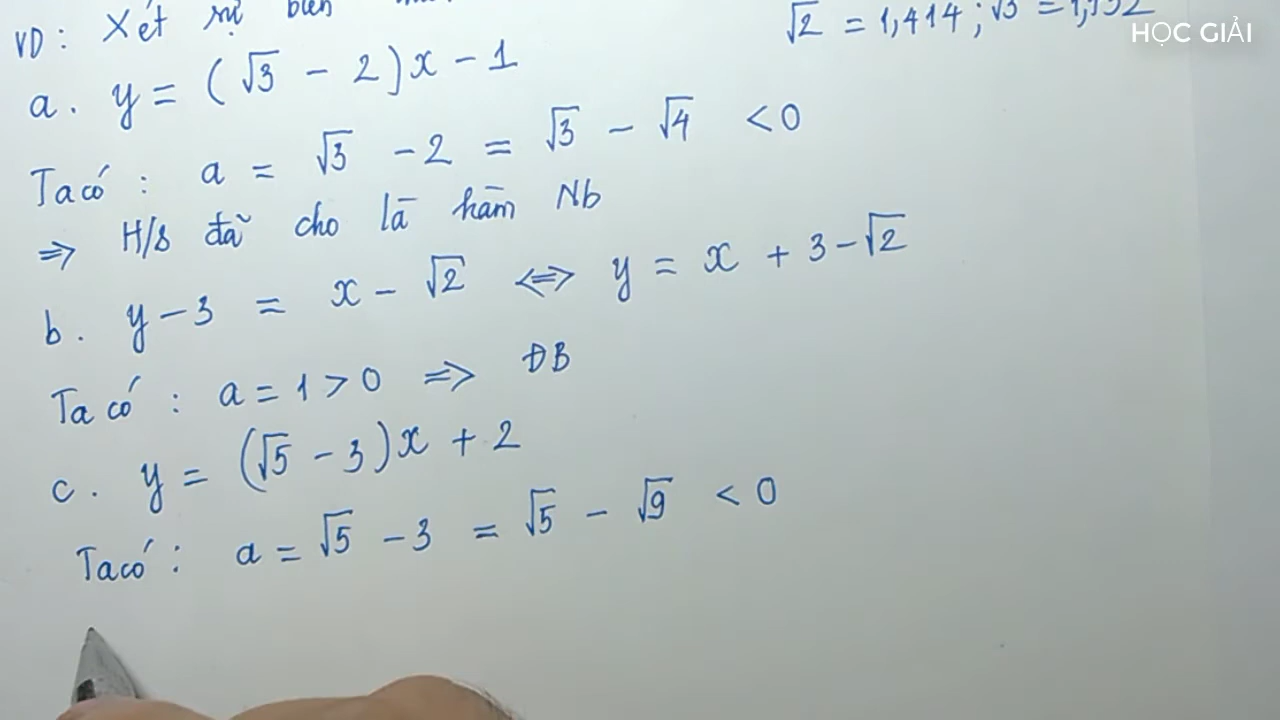 VD: Xét sự biến
√2 = 1,414 ; √3 = 1,732
HỌC GIẢI
a. y = (√3 - 2)x - 1
Ta có : a = √3 - 2 = √3 - √4 < 0
=> H/s đã cho là hàm Nb
b. y - 3 = x - √2 <=> y = x + 3 - √2
Ta có : a = 1 > 0 => ĐB
c. y = (√5 - 3)x + 2
Ta có : a = √5 - 3 = √5 - √9 < 0